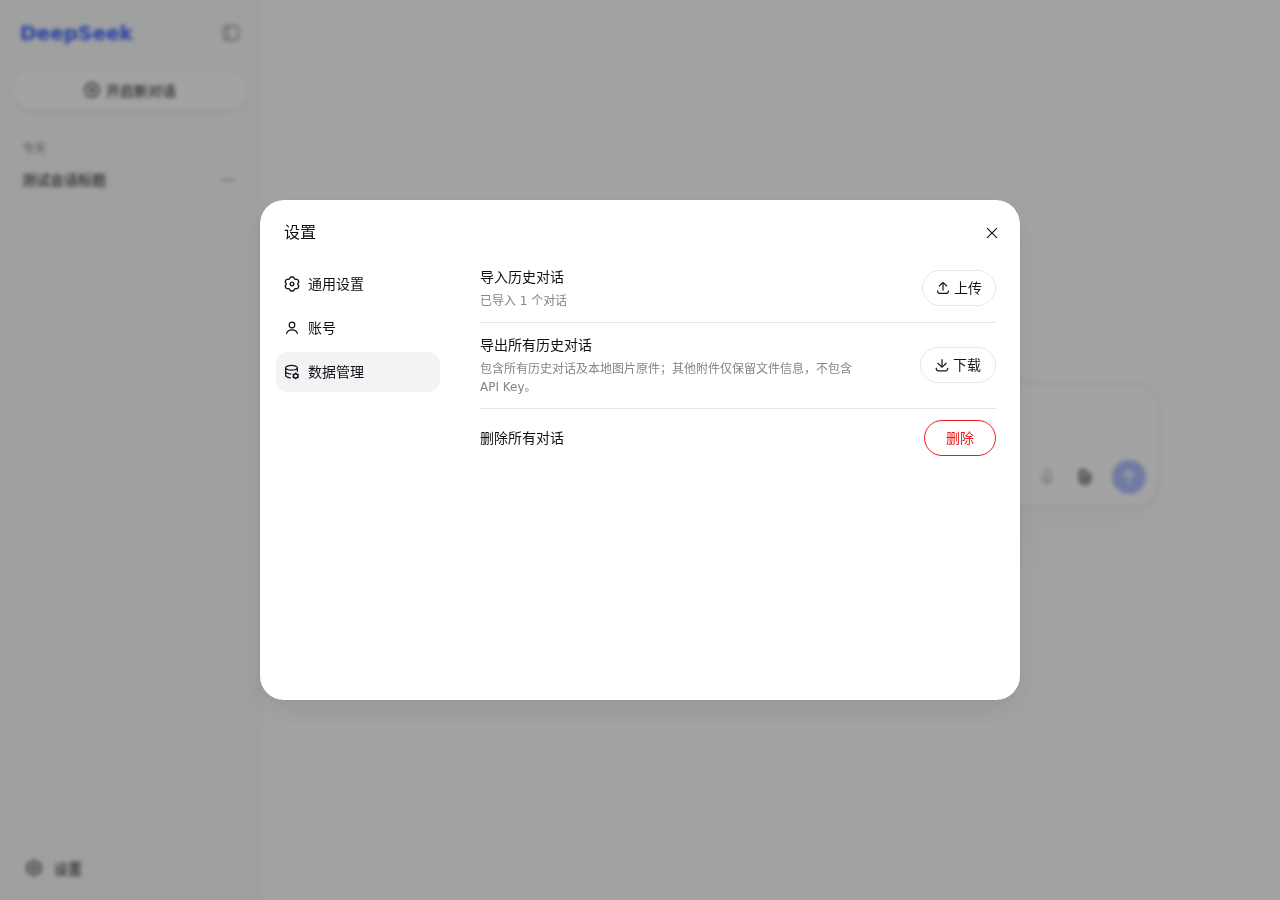 DeepSeek
开启新对话
今天
测试会话标题
设置
通用设置
账号
数据管理
导入历史对话
已导入 1 个对话
上传
导出所有历史对话
包含所有历史对话及本地图片原件；其他附件仅保留文件信息，不包含
API Key。
下载
删除所有对话
删除
设置